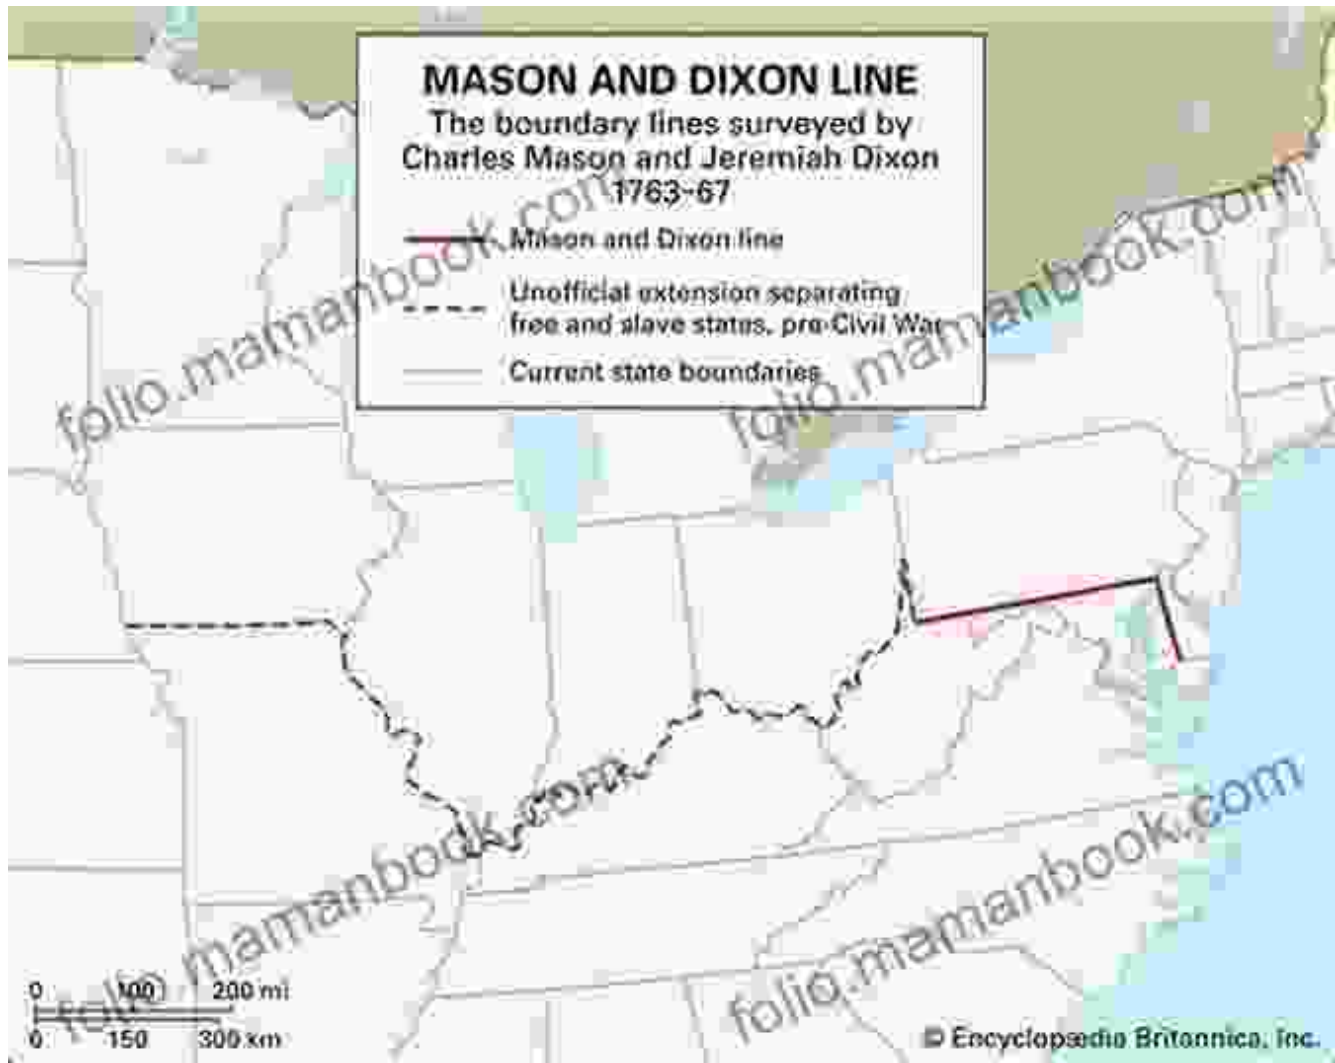 MASON AND DIXON LINE
The boundary lines surveyed by
Charles Mason and Jeremiah Dixon
1763-67
Mason and Dixon line
Unofficial extension separating
free and slave states, pre-Civil War
Current state boundaries
folio.mamanbook.com
folio.mamanbook.com
folio.mamanbook.com
folio.mamanbook.com
0 100 200 mi
0 150 300 km
© Encyclopædia Britannica, Inc.